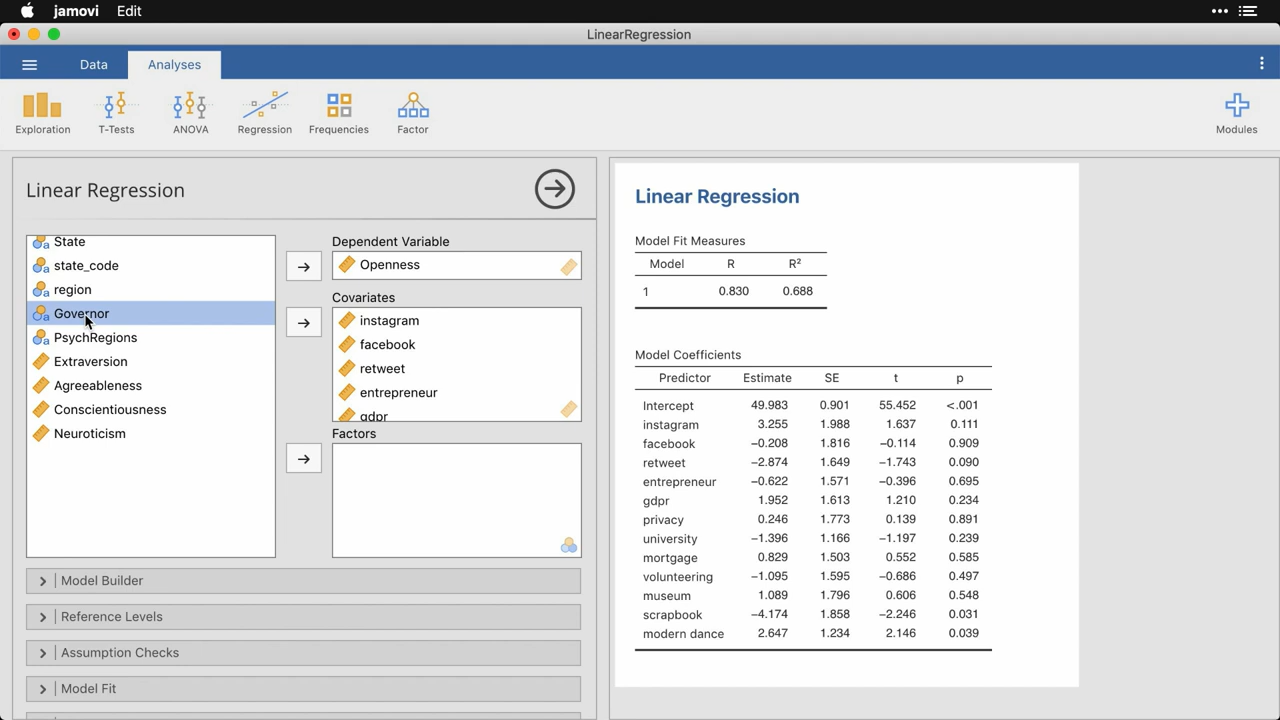 jamovi Edit
LinearRegression
Data Analyses
Exploration T-Tests ANOVA Regression Frequencies Factor Modules
Linear Regression
State
state_code
region
Governor
PsychRegions
Extraversion
Agreeableness
Conscientiousness
Neuroticism
Dependent Variable
Openness
Covariates
instagram
facebook
retweet
entrepreneur
gdpr
Factors
Model Builder
Reference Levels
Assumption Checks
Model Fit
Linear Regression
Model Fit Measures
Model R R²
1 0.830 0.688
Model Coefficients
Predictor Estimate SE t p
Intercept 49.983 0.901 55.452 <.001
instagram 3.255 1.988 1.637 0.111
facebook −0.208 1.816 −0.114 0.909
retweet −2.874 1.649 −1.743 0.090
entrepreneur −0.622 1.571 −0.396 0.695
gdpr 1.952 1.613 1.210 0.234
privacy 0.246 1.773 0.139 0.891
university −1.396 1.166 −1.197 0.239
mortgage 0.829 1.503 0.552 0.585
volunteering −1.095 1.595 −0.686 0.497
museum 1.089 1.796 0.606 0.548
scrapbook −4.174 1.858 −2.246 0.031
modern dance 2.647 1.234 2.146 0.039